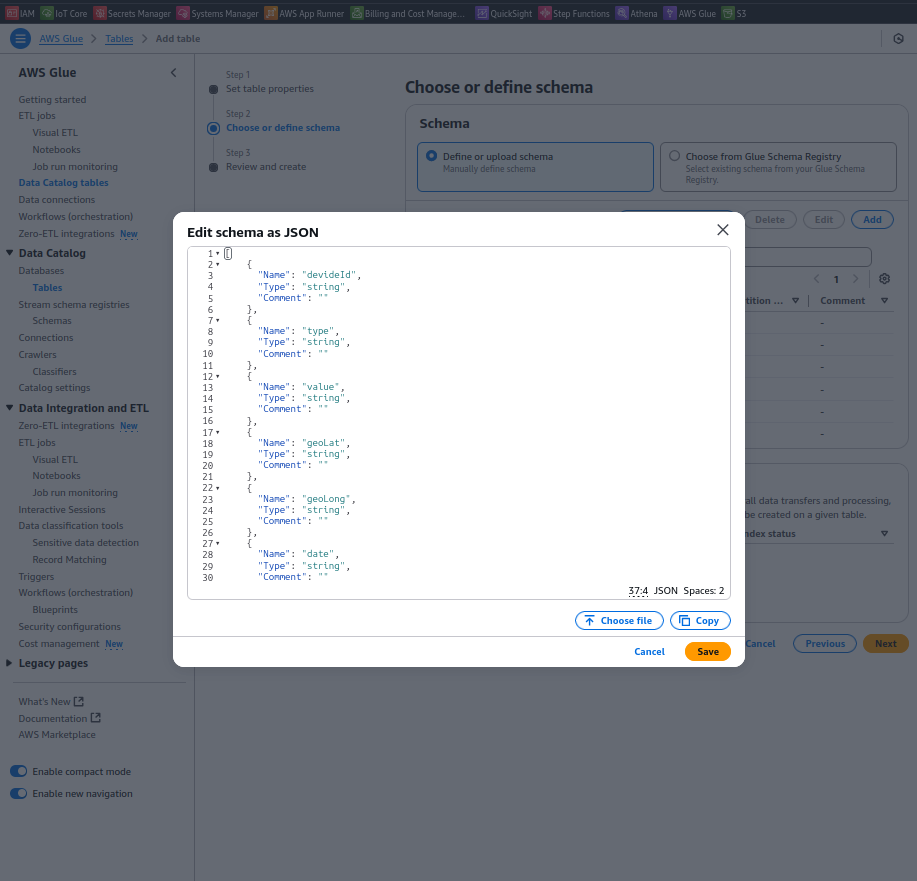 IAM IoT Core Secrets Manager Systems Manager AWS App Runner Billing and Cost Manage... QuickSight Step Functions Athena AWS Glue S3
AWS Glue Tables Add table
AWS Glue
Getting started
ETL jobs
Visual ETL
Notebooks
Job run monitoring
Data Catalog tables
Data connections
Workflows (orchestration)
Zero-ETL integrations New
Data Catalog
Databases
Tables
Stream schema registries
Schemas
Connections
Crawlers
Classifiers
Catalog settings
Data Integration and ETL
Zero-ETL integrations New
ETL jobs
Visual ETL
Notebooks
Job run monitoring
Interactive Sessions
Data classification tools
Sensitive data detection
Record Matching
Triggers
Workflows (orchestration)
Blueprints
Security configurations
Cost management New
Legacy pages
What's New
Documentation
AWS Marketplace
Enable compact mode
Enable new navigation
Step 1
Set table properties
Step 2
Choose or define schema
Step 3
Review and create
Choose or define schema
Schema
Define or upload schema
Manually define schema
Choose from Glue Schema Registry
Select existing schema from your Glue Schema
Registry.
Delete Edit Add
1
tition ... Comment
-
-
-
-
-
-
all data transfers and processing,
be created on a given table.
ndex status
Cancel Previous Next
Edit schema as JSON
1 [
2 {
3 "Name": "devideId",
4 "Type": "string",
5 "Comment": ""
6 },
7 {
8 "Name": "type",
9 "Type": "string",
10 "Comment": ""
11 },
12 {
13 "Name": "value",
14 "Type": "string",
15 "Comment": ""
16 },
17 {
18 "Name": "geoLat",
19 "Type": "string",
20 "Comment": ""
21 },
22 {
23 "Name": "geoLong",
24 "Type": "string",
25 "Comment": ""
26 },
27 {
28 "Name": "date",
29 "Type": "string",
30 "Comment": ""
37:4 JSON Spaces: 2
Choose file Copy
Cancel Save